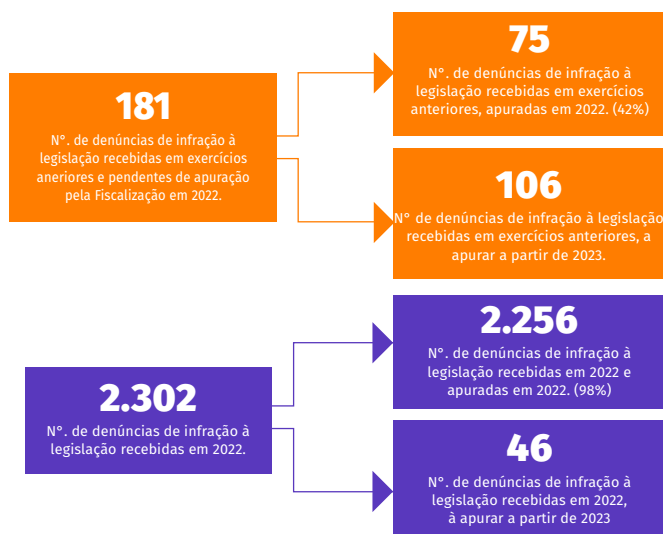 181
N°. de denúncias de infração à
legislação recebidas em exercícios
aneriores e pendentes de apuração
pela Fiscalização em 2022.
75
N°. de denúncias de infração à
legislação recebidas em exercícios
anteriores, apuradas em 2022. (42%)
106
N° de denúncias de infração à legislação
recebidas em exercícios anteriores, a
apurar a partir de 2023.
2.302
N°. de denúncias de infração à
legislação recebidas em 2022.
2.256
N°. de denúncias de infração à
legislação recebidas em 2022 e
apuradas em 2022. (98%)
46
N°. de denúncias de infração à
legislação recebidas em 2022,
à apurar a partir de 2023